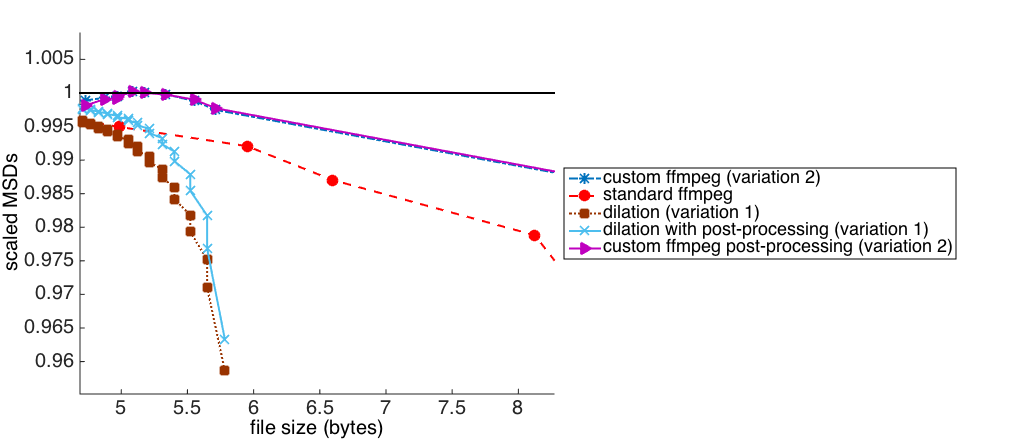 1.005
1
0.995
0.99
0.985
0.98
0.975
0.97
0.965
0.96
scaled MSDs
5 5.5 6 6.5 7 7.5 8
file size (bytes)
custom ffmpeg (variation 2)
standard ffmpeg
dilation (variation 1)
dilation with post-processing (variation 1)
custom ffmpeg post-processing (variation 2)